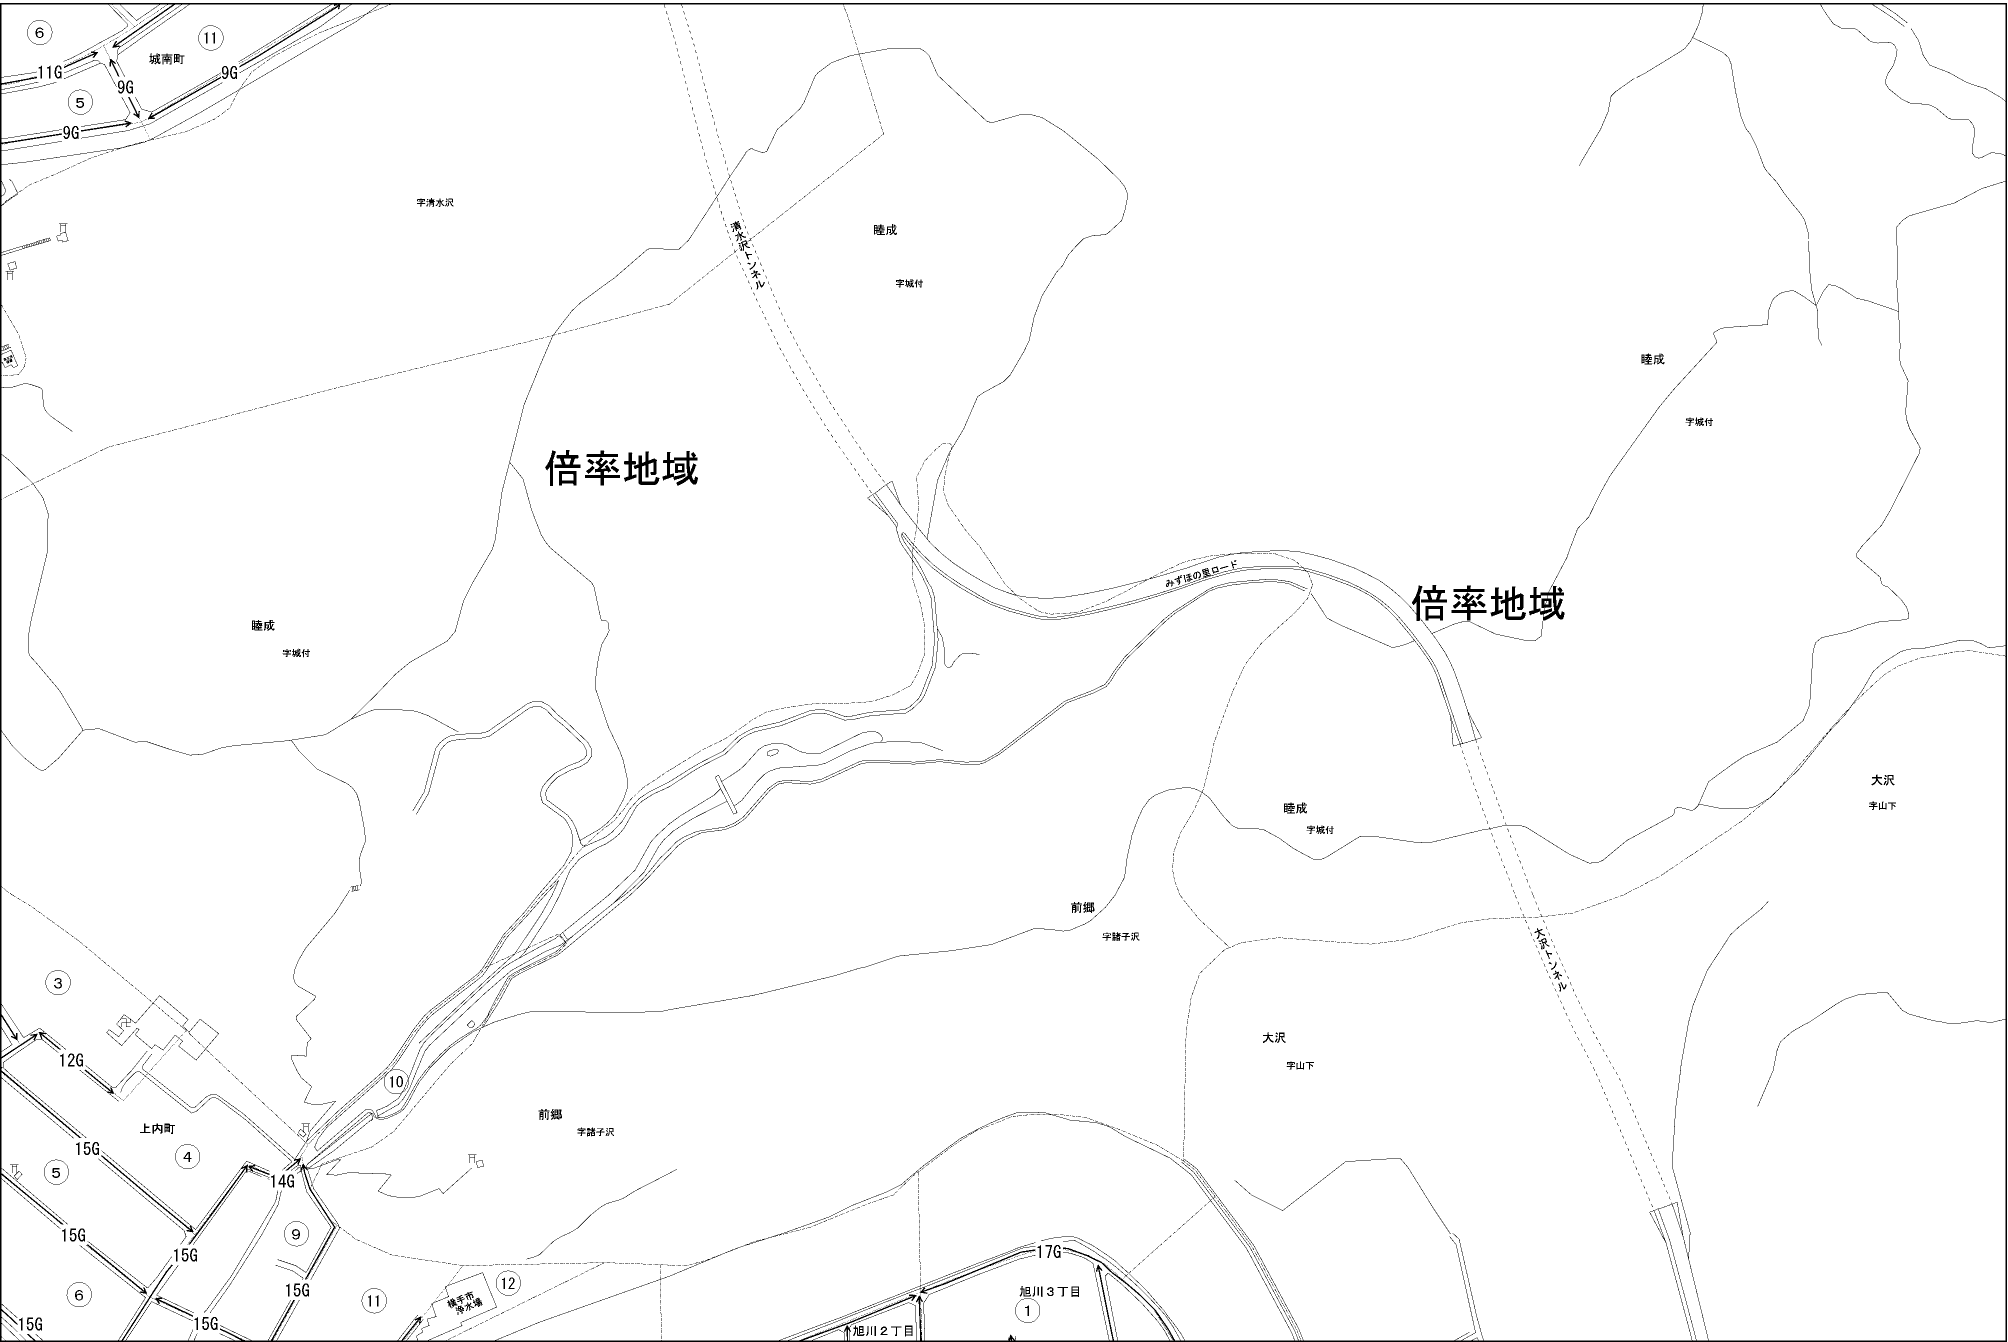 6
11
城南町
11G
9G
9G
5
9G
字清水沢
清水沢トンネル
睦成
字城付
睦成
字城付
倍率地域
みずほの里ロード
倍率地域
睦成
字城付
大沢
字山下
睦成
字城付
前郷
字諸子沢
大沢トンネル
3
大沢
字山下
12G
10
上内町
前郷
字諸子沢
15G
4
5
14G
15G
9
15G
17G
15G
6
11
12
横手市
浄水場
旭川3丁目
1
15G
15G
旭川2丁目